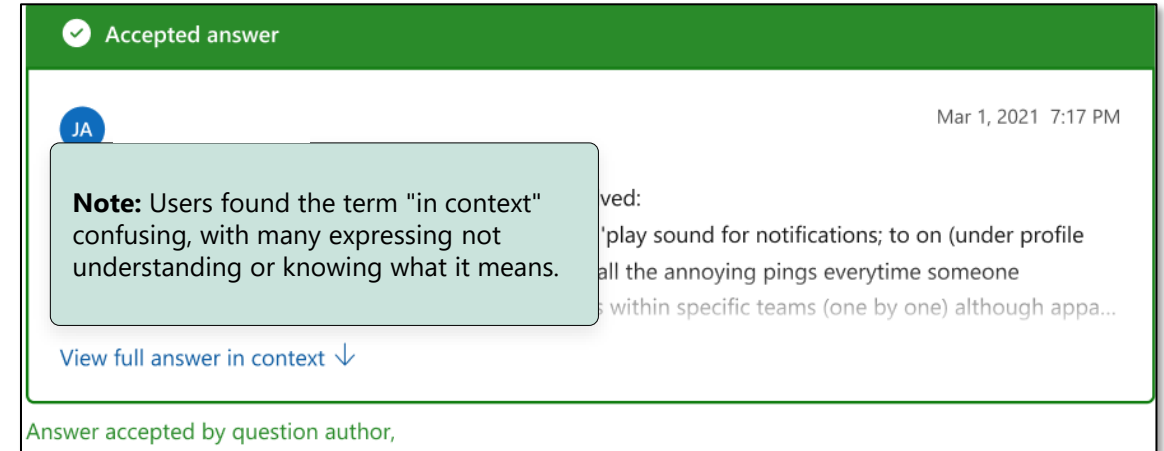 Accepted answer
JA
Mar 1, 2021 7:17 PM
Note: Users found the term "in context"
confusing, with many expressing not
understanding or knowing what it means.
ved:
'play sound for notifications; to on (under profile
all the annoying pings everytime someone
within specific teams (one by one) although appa...
View full answer in context ↓
Answer accepted by question author,